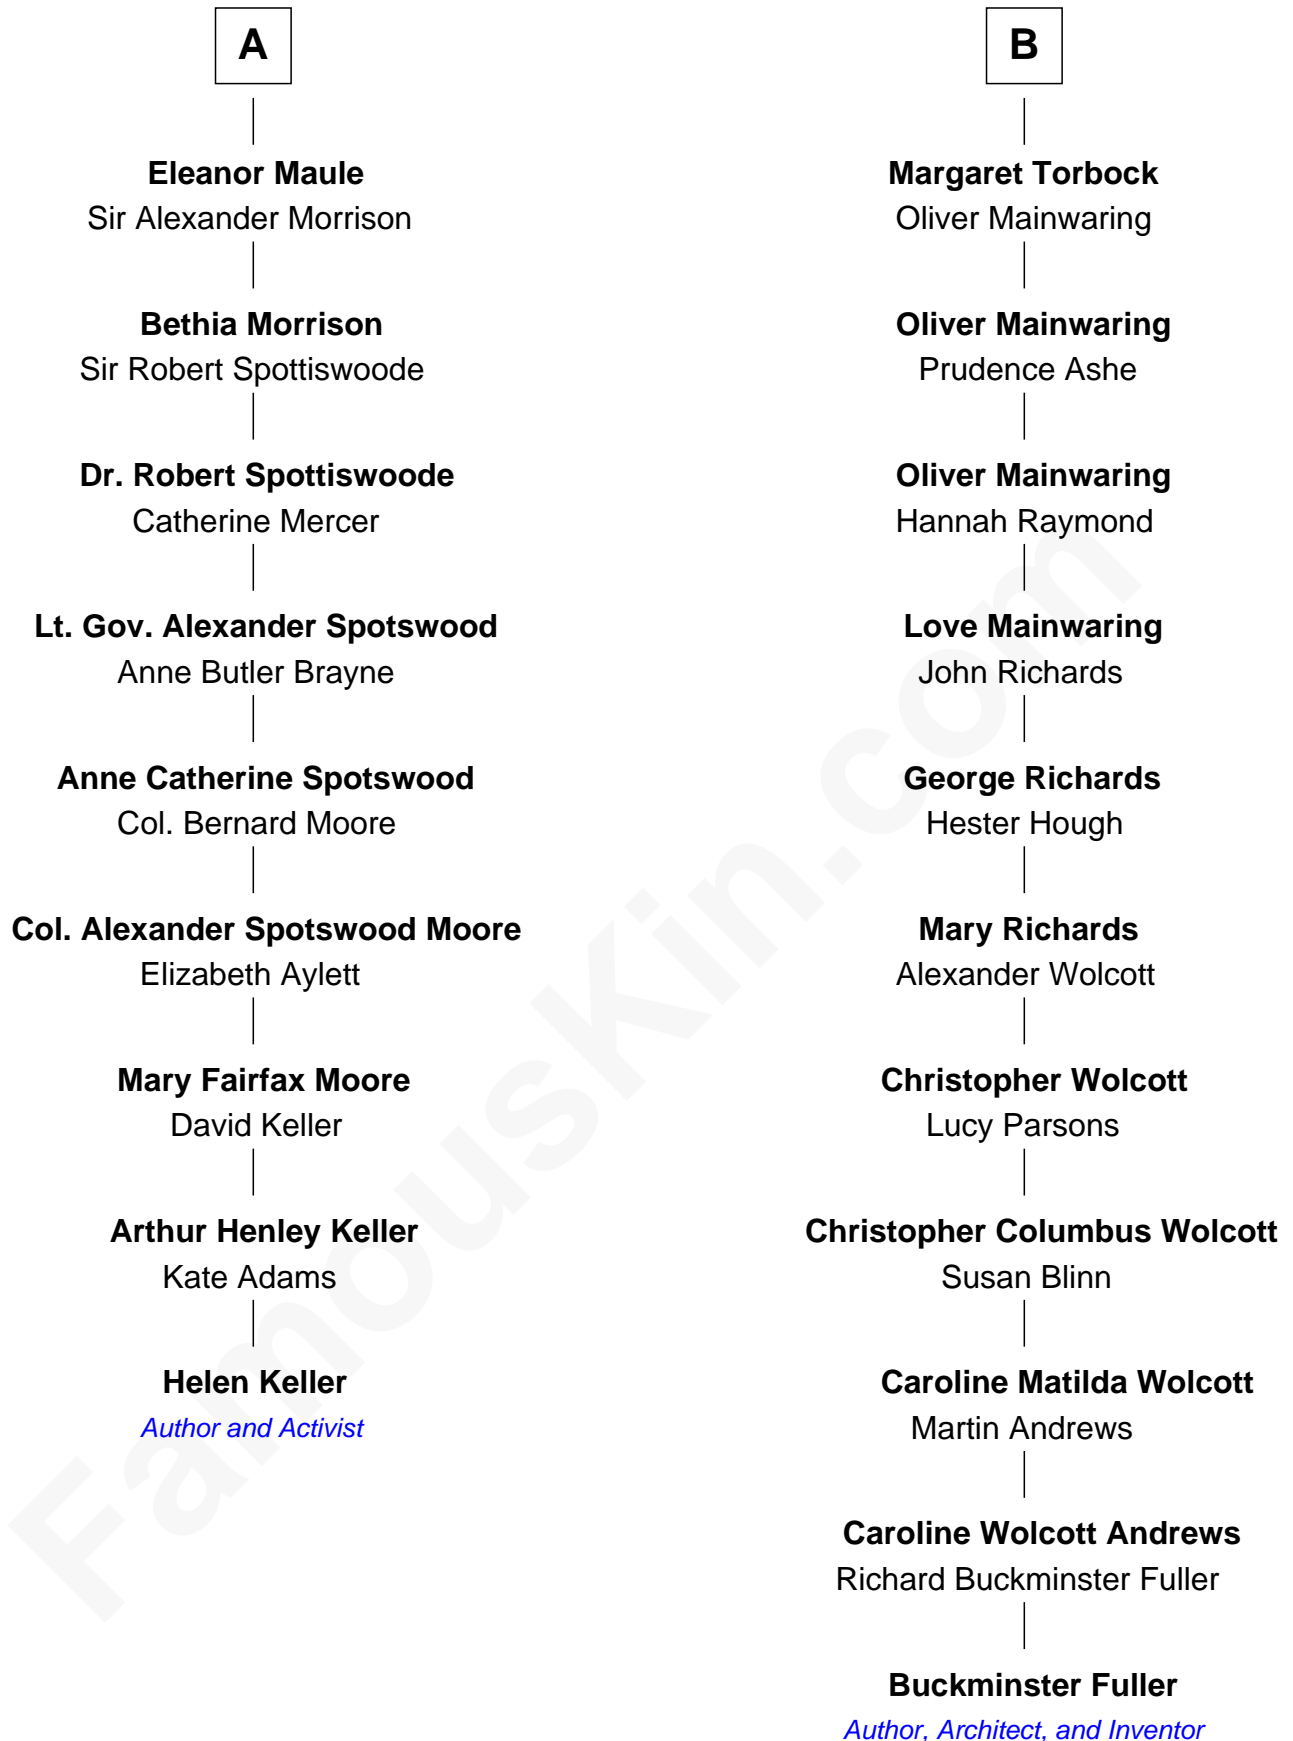 A
Eleanor Maule
Sir Alexander Morrison
Bethia Morrison
Sir Robert Spottiswoode
Dr. Robert Spottiswoode
Catherine Mercer
Lt. Gov. Alexander Spotswood
Anne Butler Brayne
Anne Catherine Spotswood
Col. Bernard Moore
Col. Alexander Spotswood Moore
Elizabeth Aylett
Mary Fairfax Moore
David Keller
Arthur Henley Keller
Kate Adams
Helen Keller
Author and Activist
B
Margaret Torbock
Oliver Mainwaring
Oliver Mainwaring
Prudence Ashe
Oliver Mainwaring
Hannah Raymond
Love Mainwaring
John Richards
George Richards
Hester Hough
Mary Richards
Alexander Wolcott
Christopher Wolcott
Lucy Parsons
Christopher Columbus Wolcott
Susan Blinn
Caroline Matilda Wolcott
Martin Andrews
Caroline Wolcott Andrews
Richard Buckminster Fuller
Buckminster Fuller
Author, Architect, and Inventor
FamousKin.com